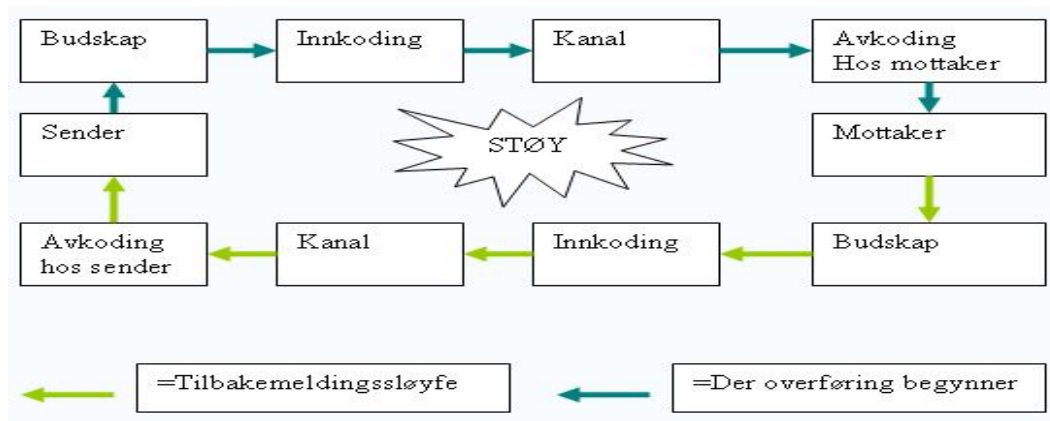 Budskap
Innkoding
Kanal
Avkoding
Hos mottaker
Sender
STØY
Mottaker
Avkoding
hos sender
Kanal
Innkoding
Budskap
=Tilbakemeldingssløyfe
=Der overføring begynner